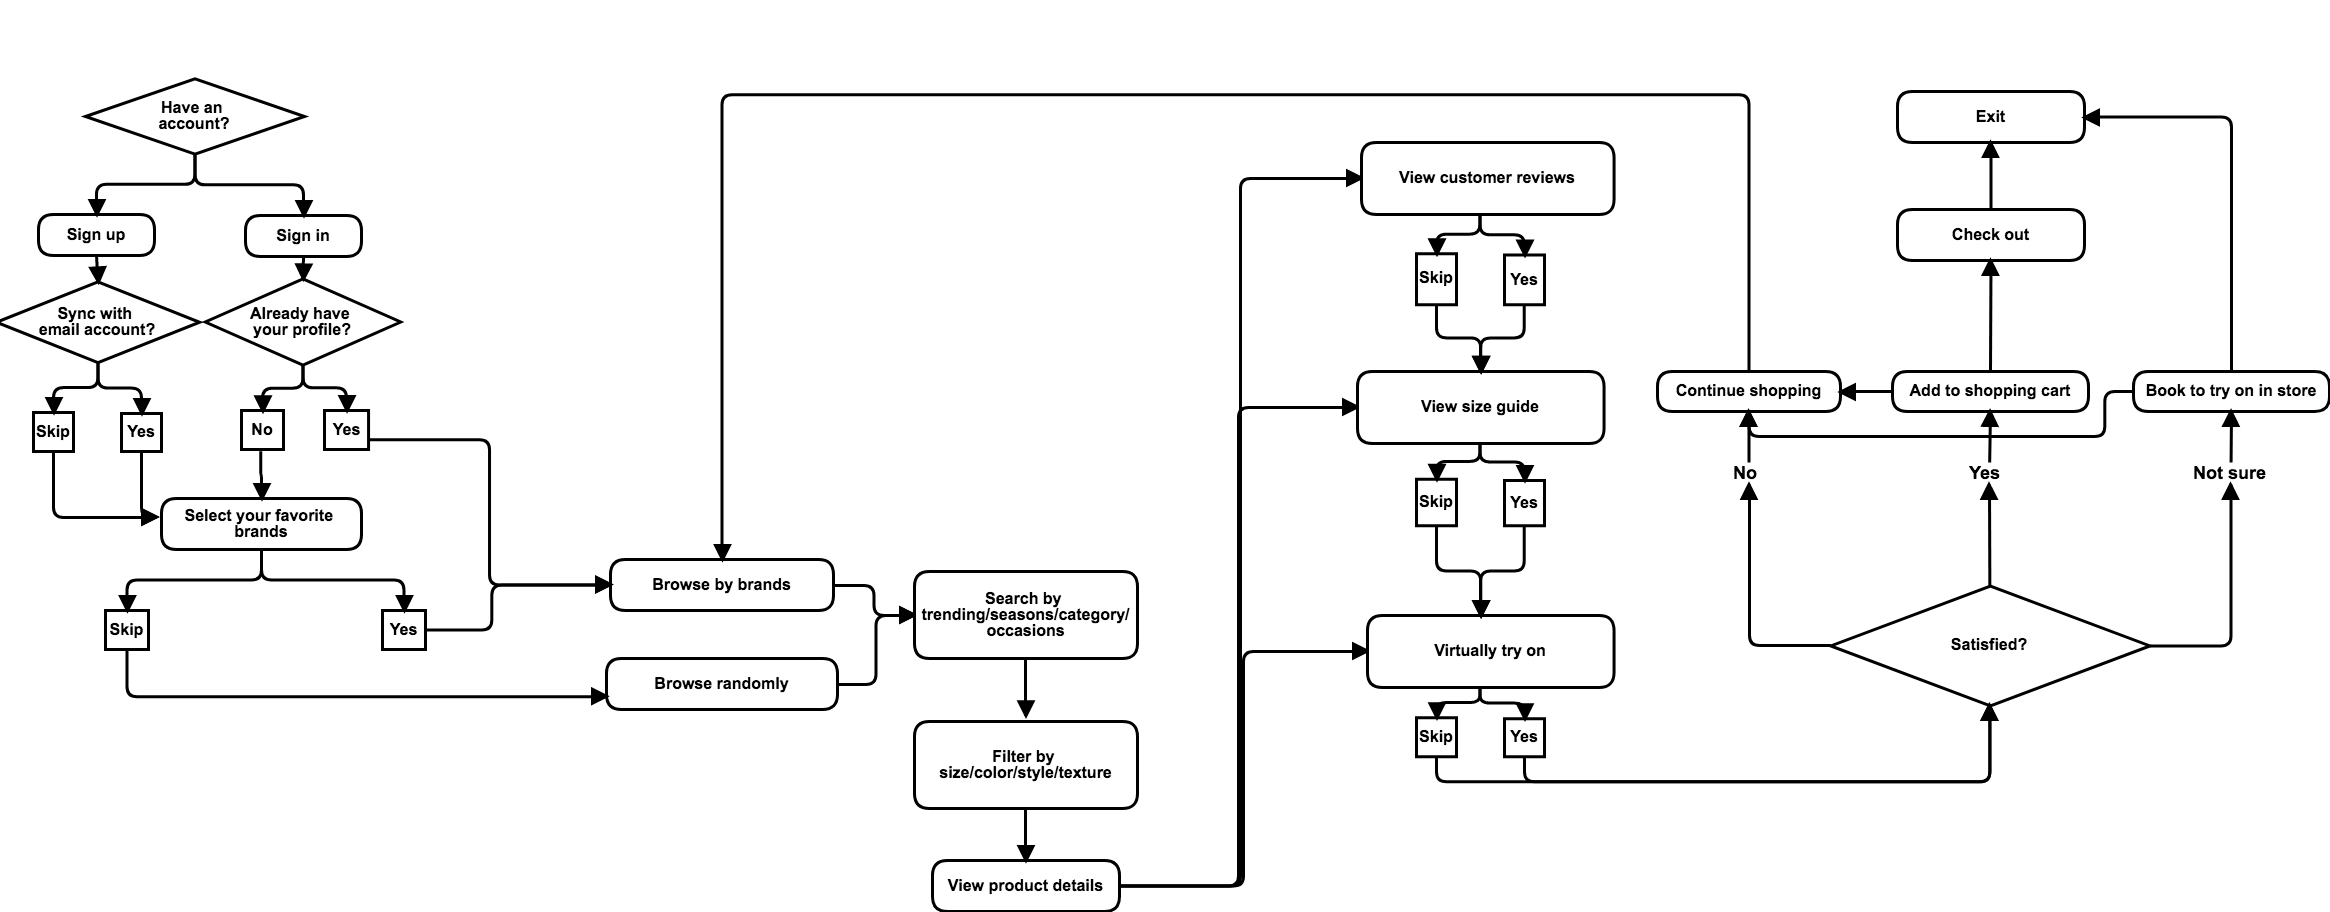 Have an
account?
Sign up
Sign in
Sync with
email account?
Already have
your profile?
Skip
Yes
No
Yes
Select your favorite
brands
Skip
Yes
Browse by brands
Browse randomly
Search by
trending/seasons/category/
occasions
Filter by
size/color/style/texture
View product details
View customer reviews
Skip
Yes
View size guide
Skip
Yes
Virtually try on
Skip
Yes
Exit
Check out
Continue shopping
Add to shopping cart
Book to try on in store
No
Yes
Not sure
Satisfied?